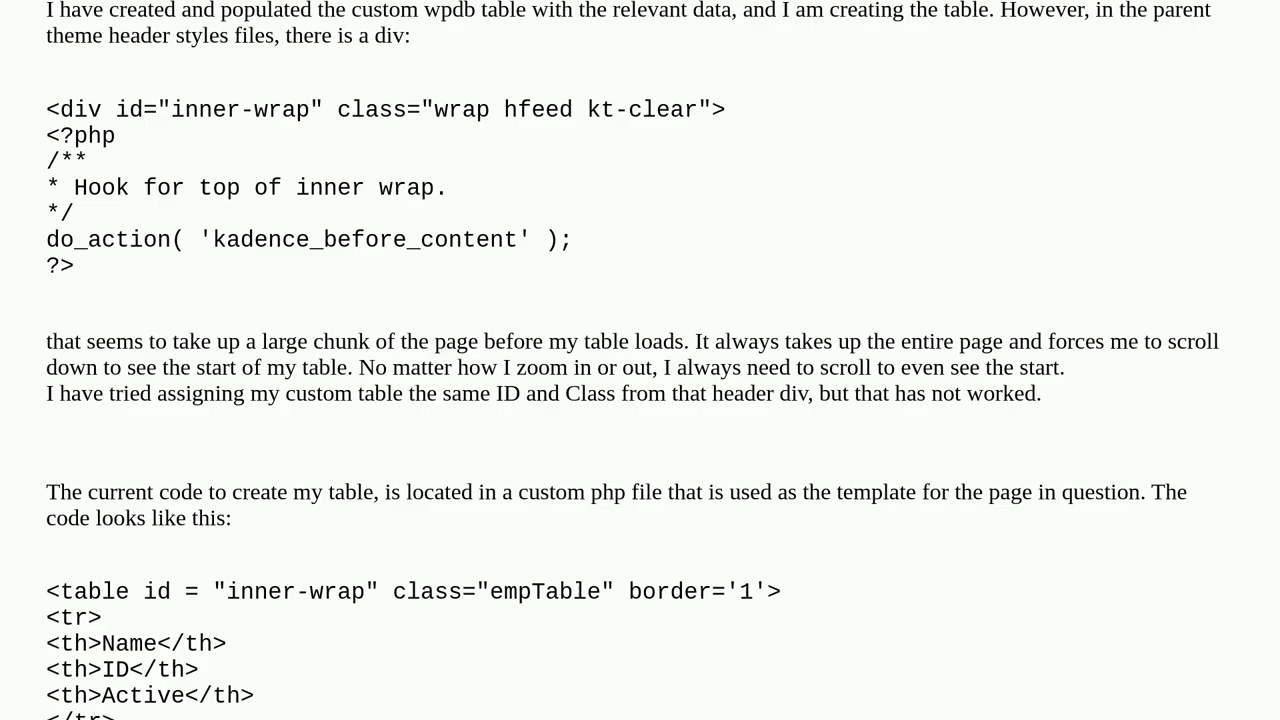 I have created and populated the custom wpdb table with the relevant data, and I am creating the table. However, in the parent
theme header styles files, there is a div:
<div id="inner-wrap" class="wrap hfeed kt-clear">
<?php
/**
* Hook for top of inner wrap.
*/
do_action( 'kadence_before_content' );
?>
that seems to take up a large chunk of the page before my table loads. It always takes up the entire page and forces me to scroll
down to see the start of my table. No matter how I zoom in or out, I always need to scroll to even see the start.
I have tried assigning my custom table the same ID and Class from that header div, but that has not worked.
The current code to create my table, is located in a custom php file that is used as the template for the page in question. The
code looks like this:
<table id = "inner-wrap" class="empTable" border='1'>
<tr>
<th>Name</th>
<th>ID</th>
<th>Active</th>
</tr>